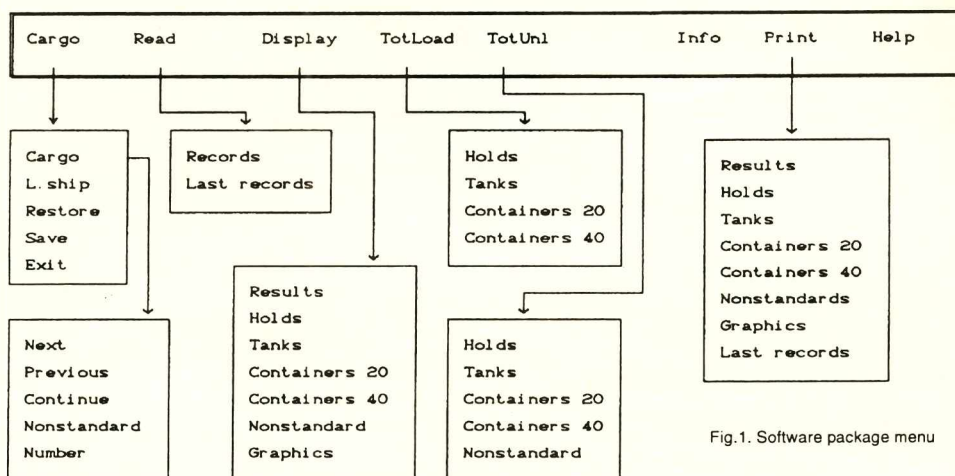 Cargo Read Display TotLoad TotUnl Info Print Help
Cargo
L.ship
Restore
Save
Exit
Next
Previous
Continue
Nonstandard
Number
Records
Last records
Results
Holds
Tanks
Containers 20
Containers 40
Nonstandard
Graphics
Holds
Tanks
Containers 20
Containers 40
Holds
Tanks
Containers 20
Containers 40
Nonstandard
Results
Holds
Tanks
Containers 20
Containers 40
Nonstandards
Graphics
Last records
Fig.1. Software package menu